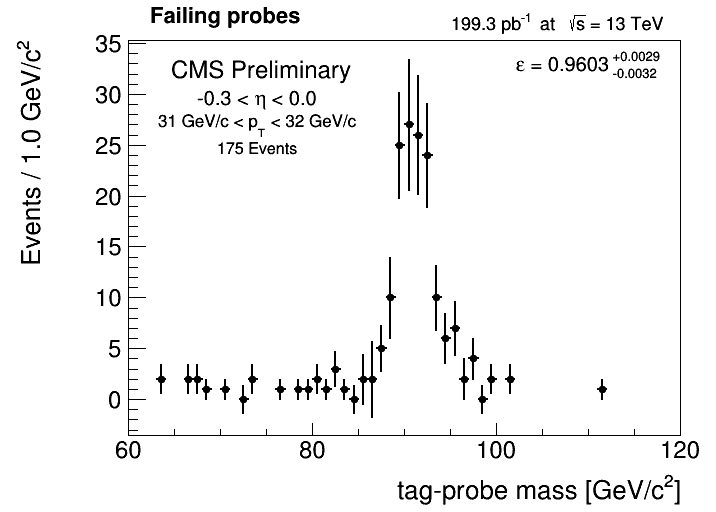 Failing probes
199.3 pb⁻¹ at √s = 13 TeV
CMS Preliminary
-0.3 < η < 0.0
31 GeV/c < p_T < 32 GeV/c
175 Events
ε = 0.9603 +0.0029 -0.0032
Events / 1.0 GeV/c²
35
30
25
20
15
10
5
0
60 80 100 120
tag-probe mass [GeV/c²]